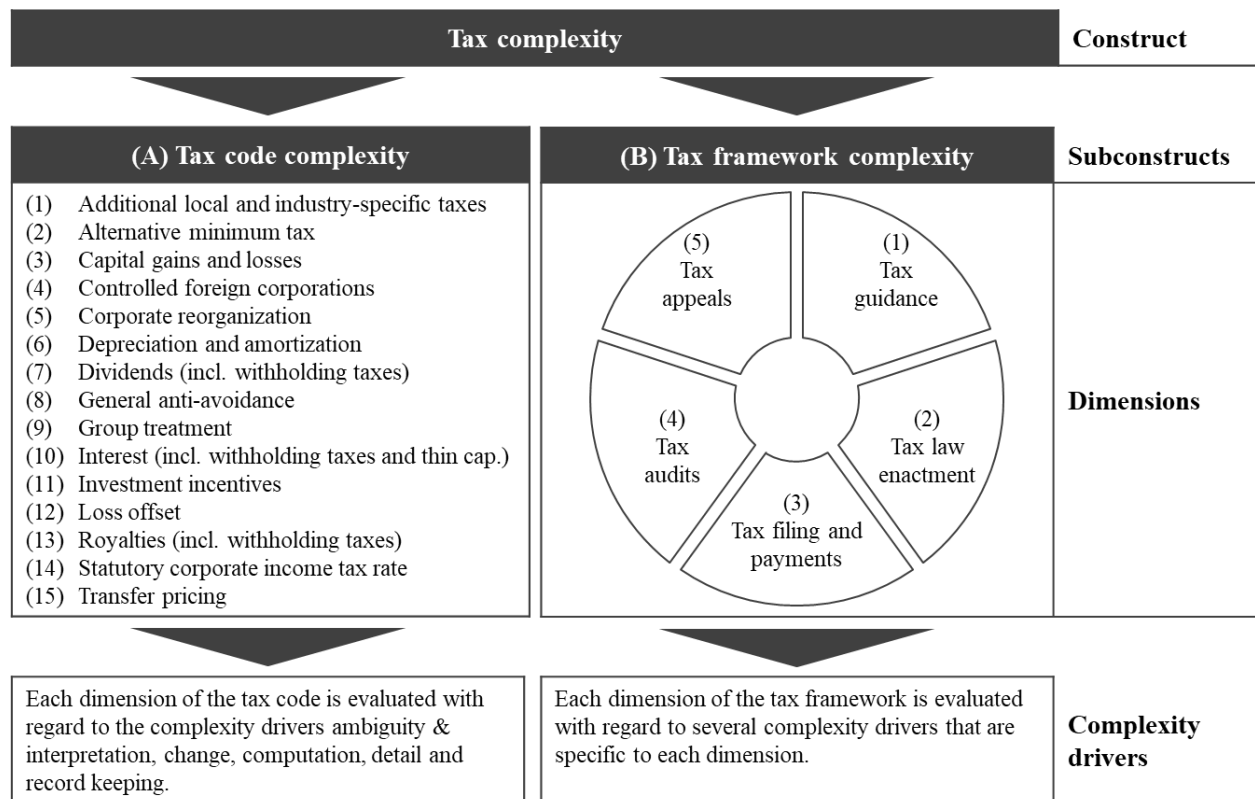 Tax complexity
Construct
(A) Tax code complexity
(B) Tax framework complexity
Subconstructs
(1) Additional local and industry-specific taxes
(2) Alternative minimum tax
(3) Capital gains and losses
(4) Controlled foreign corporations
(5) Corporate reorganization
(6) Depreciation and amortization
(7) Dividends (incl. withholding taxes)
(8) General anti-avoidance
(9) Group treatment
(10) Interest (incl. withholding taxes and thin cap.)
(11) Investment incentives
(12) Loss offset
(13) Royalties (incl. withholding taxes)
(14) Statutory corporate income tax rate
(15) Transfer pricing
(1)
Tax
guidance
(2)
Tax law
enactment
(3)
Tax filing and
payments
(4)
Tax
audits
(5)
Tax
appeals
Dimensions
Each dimension of the tax code is evaluated with
regard to the complexity drivers ambiguity &
interpretation, change, computation, detail and
record keeping.
Each dimension of the tax framework is evaluated
with regard to several complexity drivers that are
specific to each dimension.
Complexity
drivers